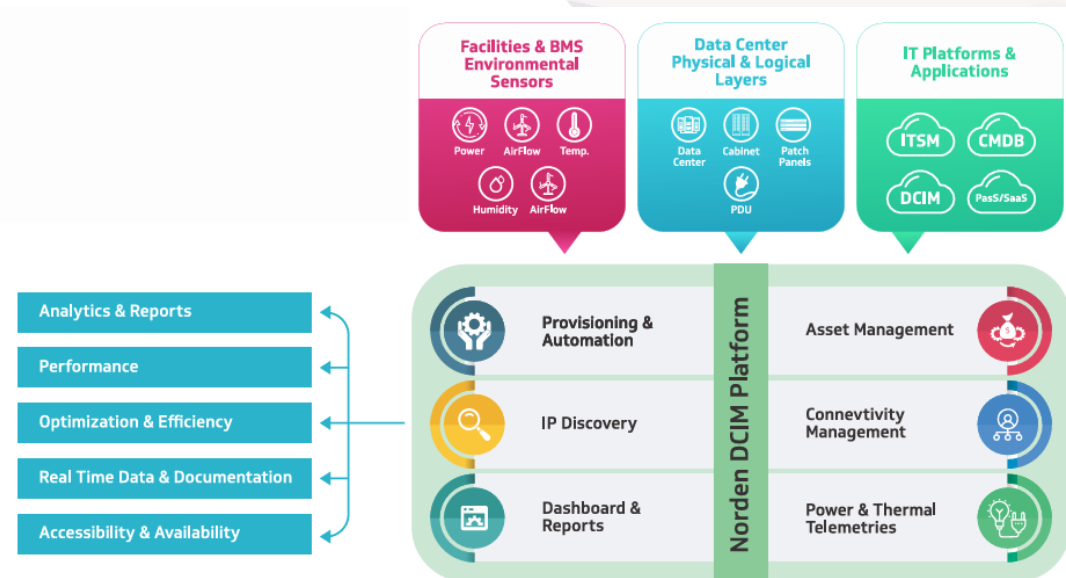 Facilities & BMS
Environmental
Sensors
Power
AirFlow
Temp.
Humidity
AirFlow
Data Center
Physical & Logical
Layers
Data
Center
Cabinet
Patch
Panels
PDU
IT Platforms &
Applications
ITSM
CMDB
DCIM
PasS/SaaS
Analytics & Reports
Performance
Optimization & Efficiency
Real Time Data & Documentation
Accessibility & Availability
Provisioning &
Automation
IP Discovery
Dashboard &
Reports
Norden DCIM Platform
Asset Management
Connevtivity
Management
Power & Thermal
Telemetries